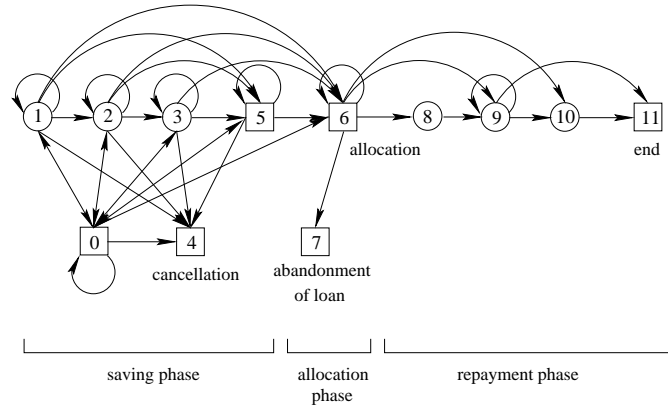 1 2 3 5 6 8 9 10 11
allocation
end
0 4 7
cancellation
abandonment
of loan
saving phase
allocation
phase
repayment phase